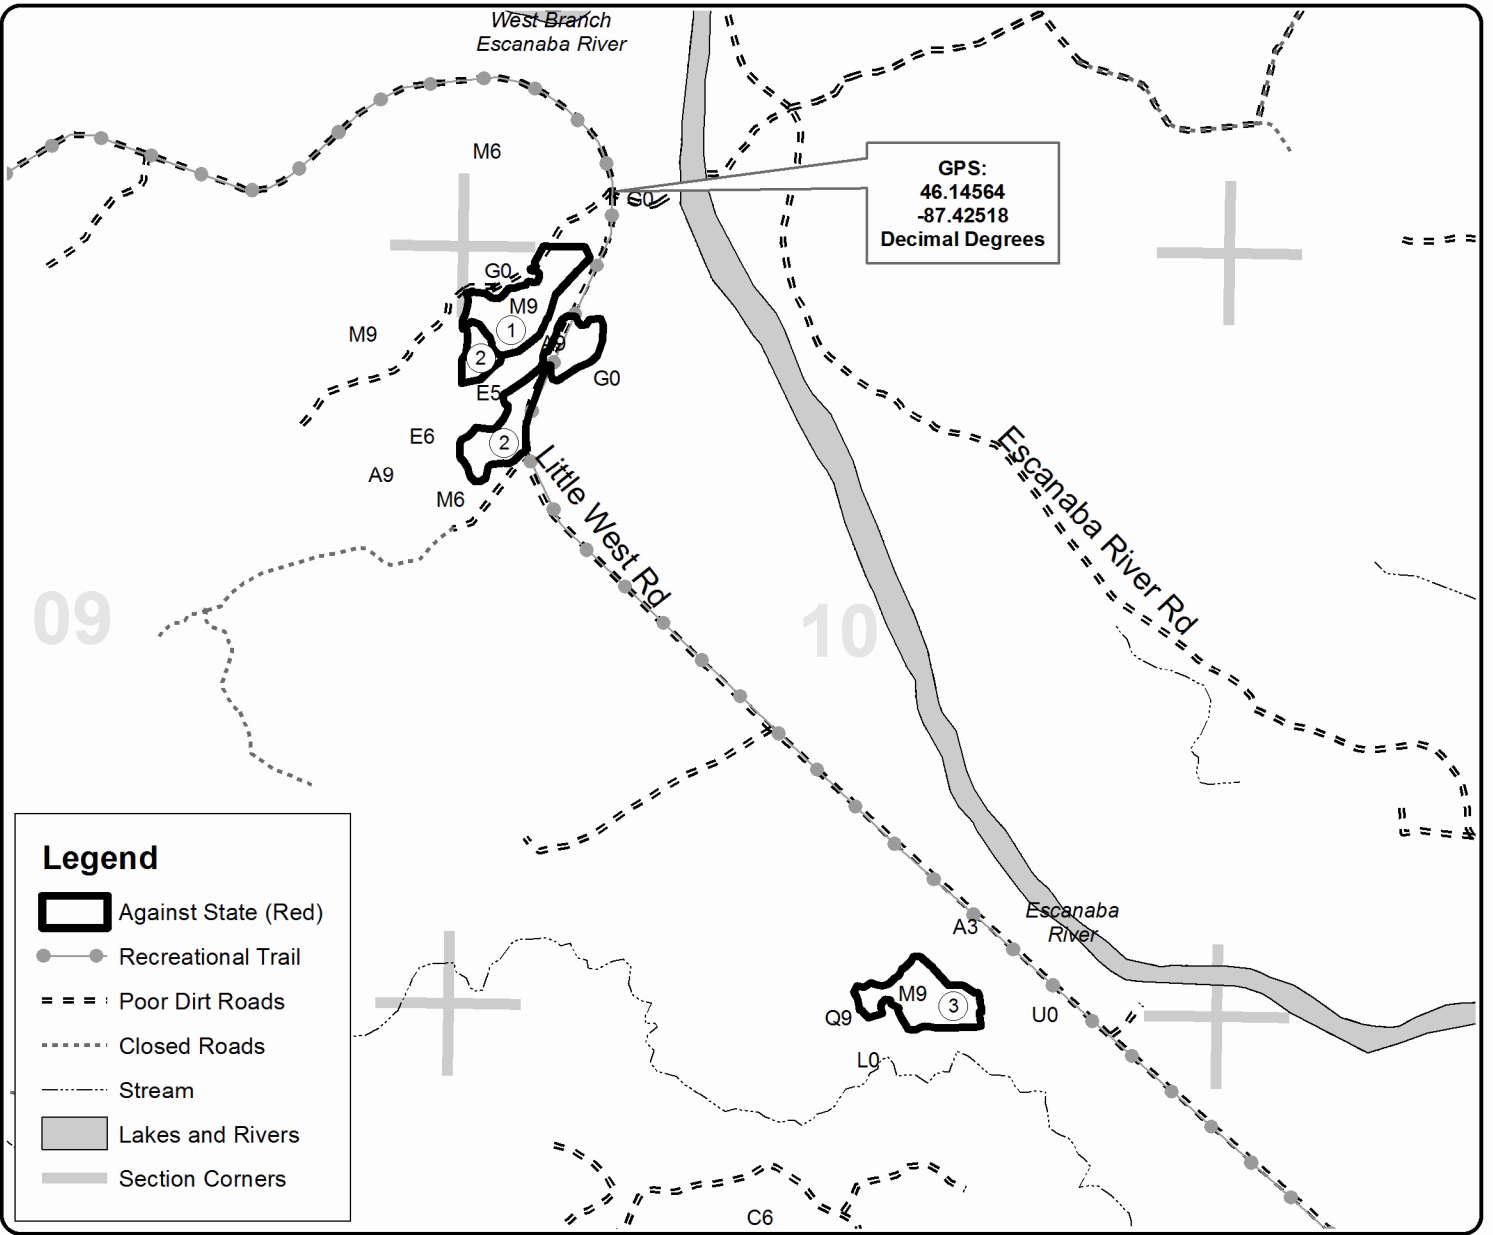 West Branch
Escanaba River
M6
GPS:
46.14564
-87.42518
Decimal Degrees
G0
G0
M9
M9
1
A9
2
G0
E5
E6
2
A9
M6
Little West Rd
Escanaba River Rd
09
10
Escanaba
River
A3
M9
3
Q9
U0
L0
C6
Legend
Against State (Red)
Recreational Trail
Poor Dirt Roads
Closed Roads
Stream
Lakes and Rivers
Section Corners